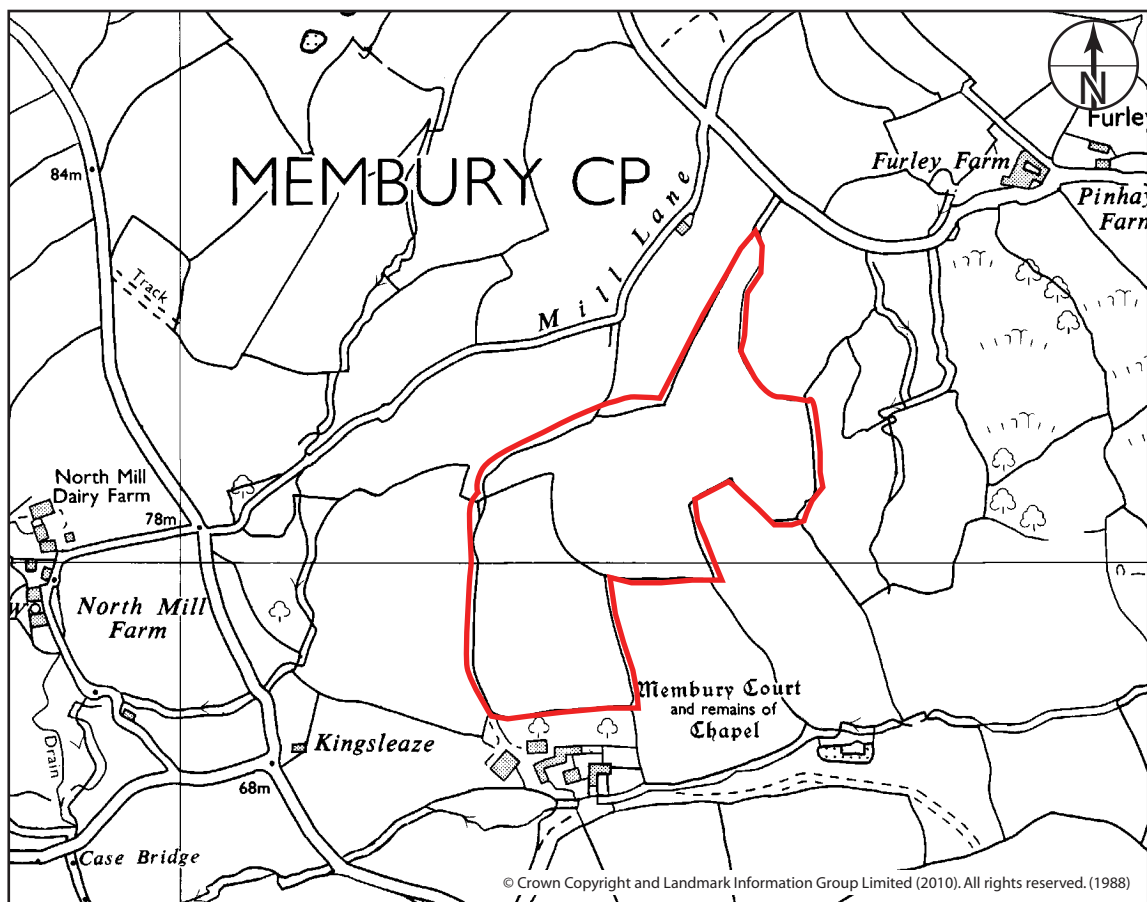 N
Furley
84m
MEMBURY CP
Furley Farm
Pinhay
Farm
Mill Lane
Track
North Mill
Dairy Farm
78m
North Mill
Farm
W
Membury Court
and remains of
Chapel
Kingsleaze
Drain
68m
Case Bridge
© Crown Copyright and Landmark Information Group Limited (2010). All rights reserved. (1988)